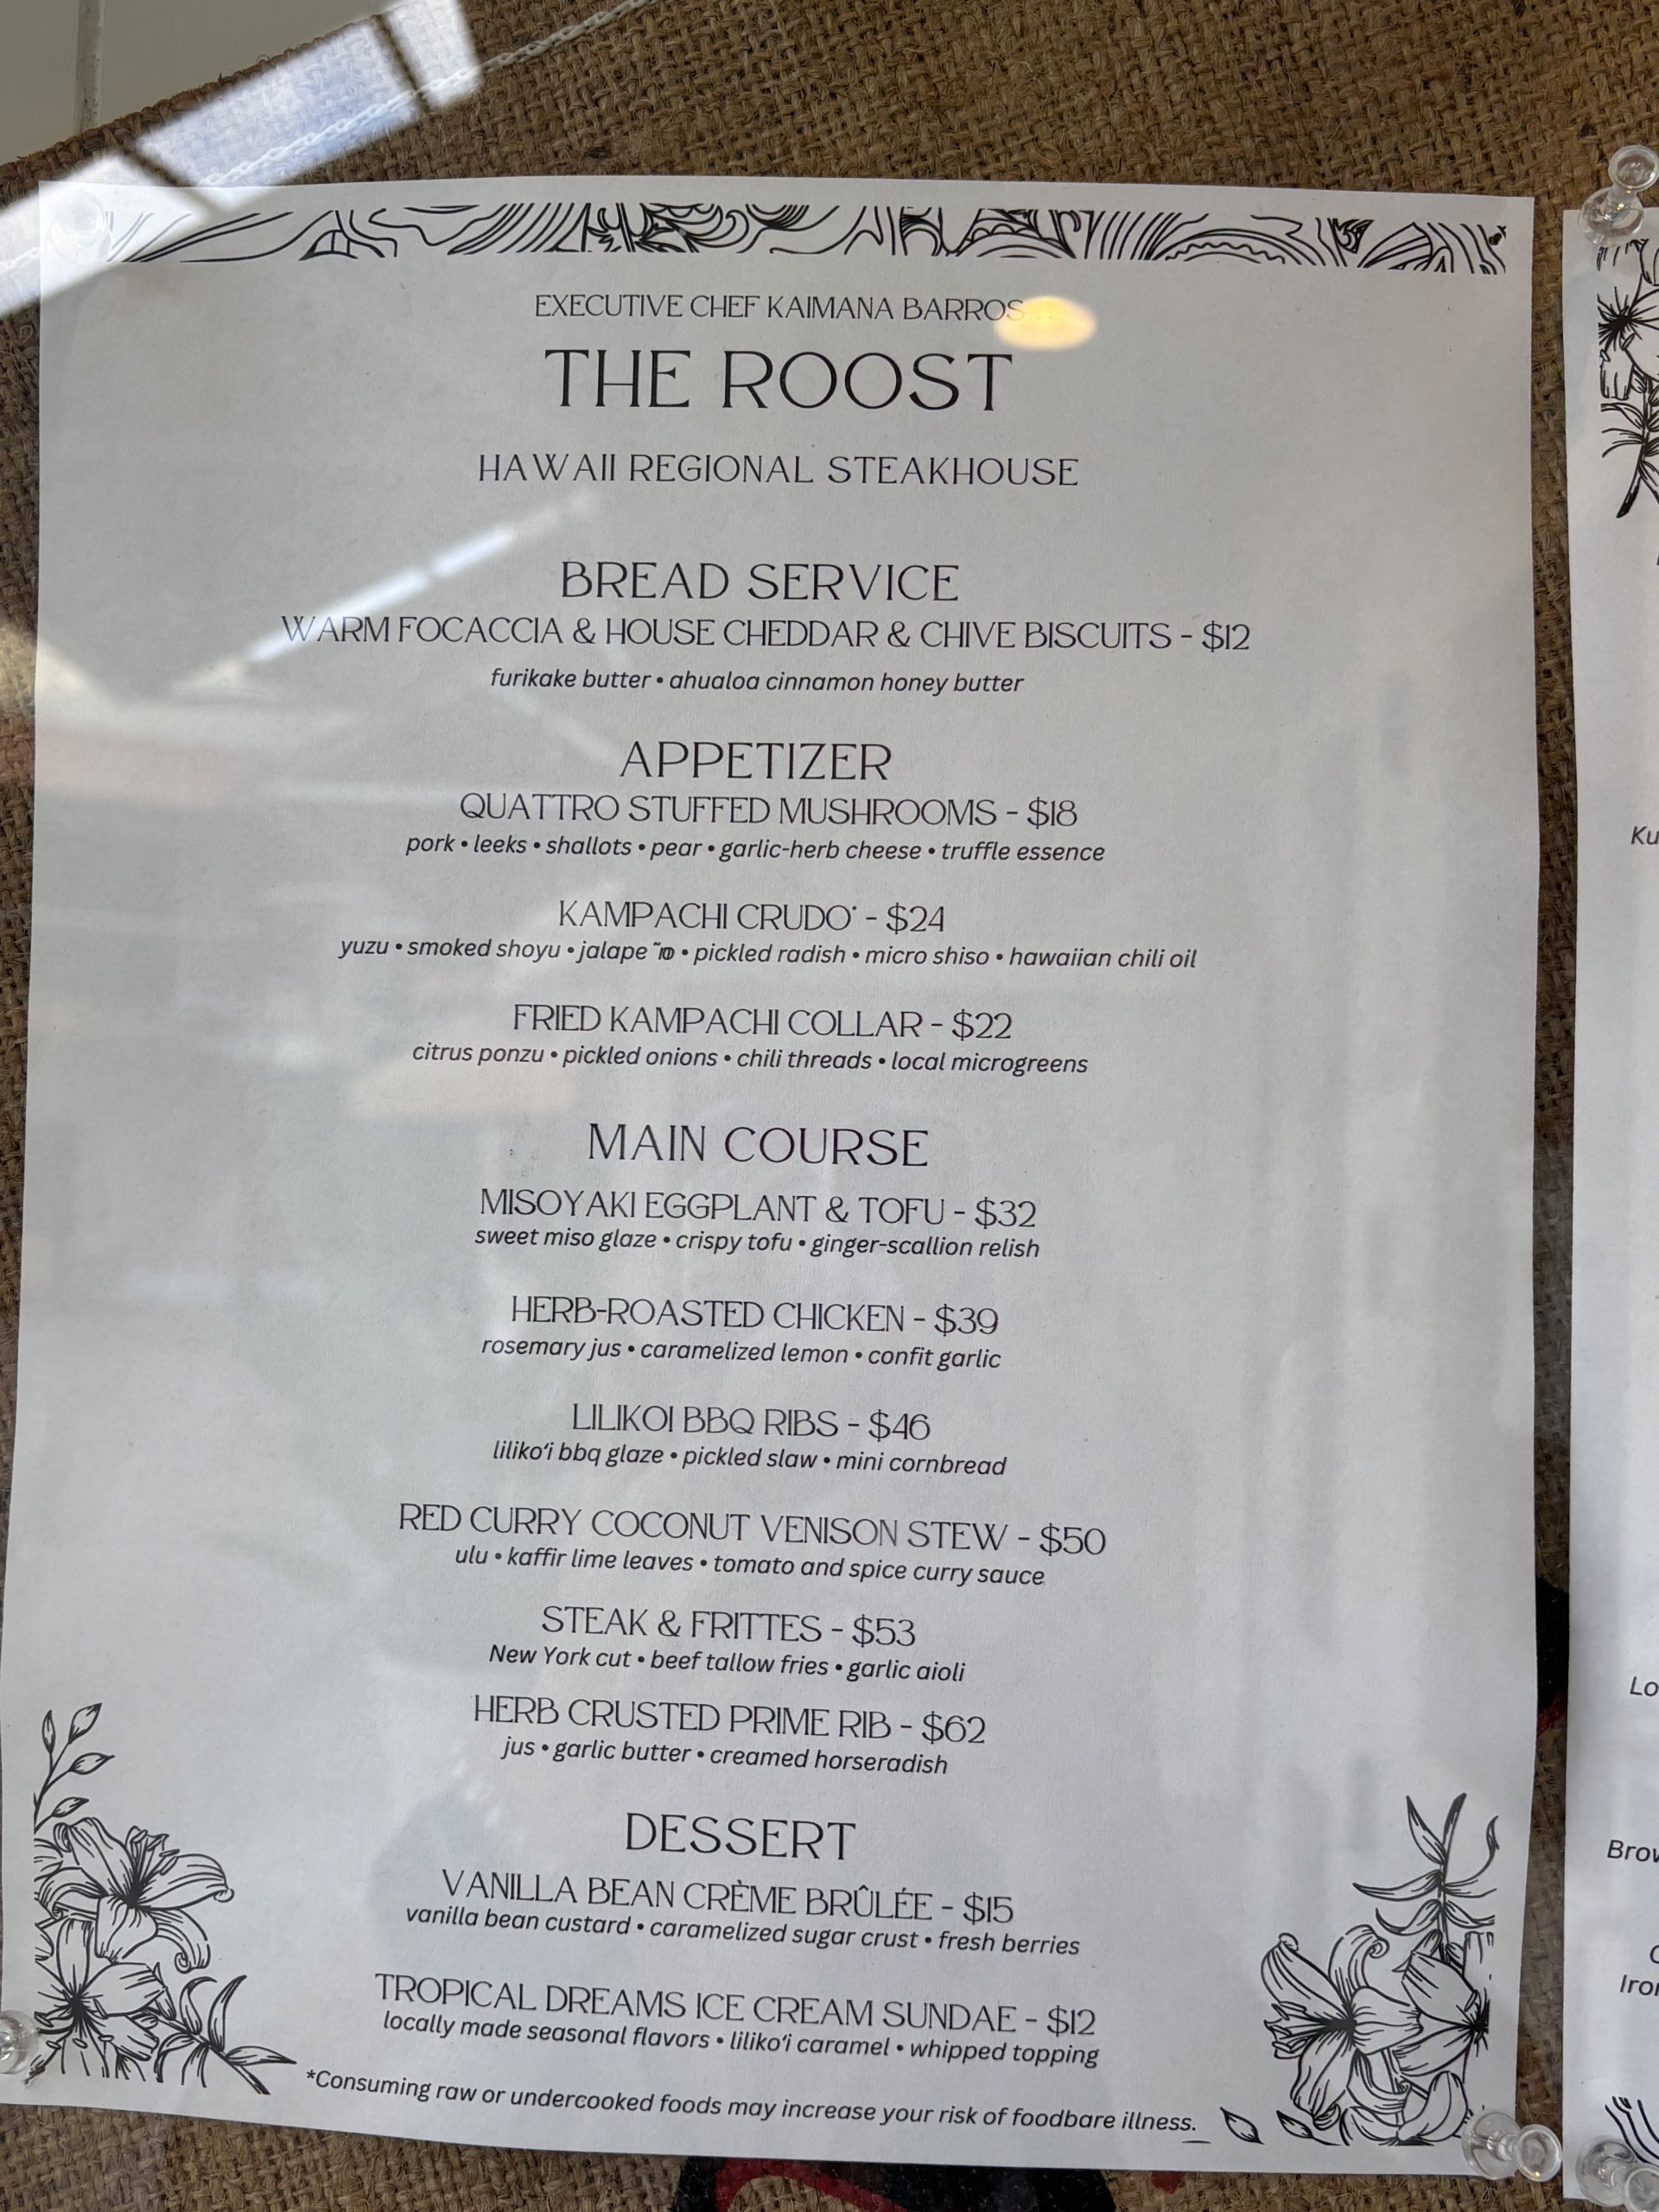 EXECUTIVE CHEF KAIMANA BARROS
THE ROOST
HAWAII REGIONAL STEAKHOUSE
BREAD SERVICE
WARM FOCACCIA & HOUSE CHEDDAR & CHIVE BISCUITS - $12
furikake butter • ahualoa cinnamon honey butter
APPETIZER
QUATTRO STUFFED MUSHROOMS - $18
pork • leeks • shallots • pear • garlic-herb cheese • truffle essence
KAMPACHI CRUDO* - $24
yuzu • smoked shoyu • jalape ˜no • pickled radish • micro shiso • hawaiian chili oil
FRIED KAMPACHI COLLAR - $22
citrus ponzu • pickled onions • chili threads • local microgreens
MAIN COURSE
MISOYAKI EGGPLANT & TOFU - $32
sweet miso glaze • crispy tofu • ginger-scallion relish
HERB-ROASTED CHICKEN - $39
rosemary jus • caramelized lemon • confit garlic
LILIKOI BBQ RIBS - $46
liliko‘i bbq glaze • pickled slaw • mini cornbread
RED CURRY COCONUT VENISON STEW - $50
ulu • kaffir lime leaves • tomato and spice curry sauce
STEAK & FRITTES - $53
New York cut • beef tallow fries • garlic aioli
HERB CRUSTED PRIME RIB - $62
jus • garlic butter • creamed horseradish
DESSERT
VANILLA BEAN CRÈME BRÛLÉE - $15
vanilla bean custard • caramelized sugar crust • fresh berries
TROPICAL DREAMS ICE CREAM SUNDAE - $12
locally made seasonal flavors • liliko‘i caramel • whipped topping
*Consuming raw or undercooked foods may increase your risk of foodbare illness.
Ku
Lo
Brow
Iron